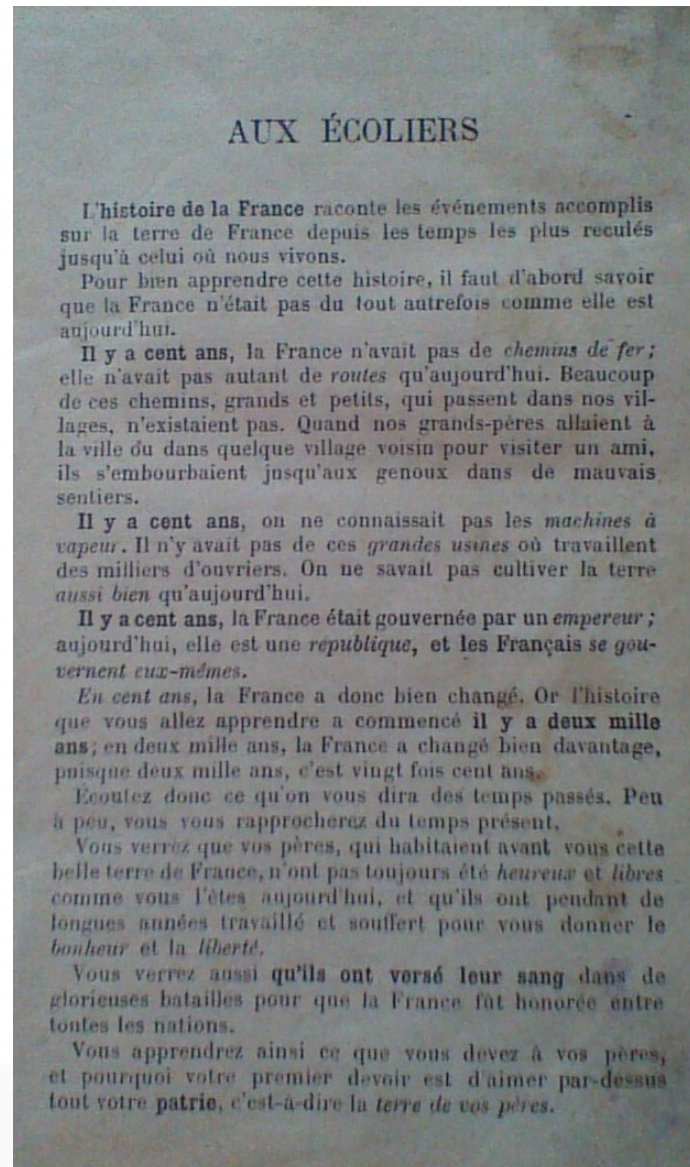 AUX ÉCOLIERS
L'histoire de la France raconte les événements accomplis
sur la terre de France depuis les temps les plus reculés
jusqu'à celui où nous vivons.
Pour bien apprendre cette histoire, il faut d'abord savoir
que la France n'était pas du tout autrefois comme elle est
aujourd'hui.
Il y a cent ans, la France n'avait pas de chemins de fer ;
elle n'avait pas autant de routes qu'aujourd'hui. Beaucoup
de ces chemins, grands et petits, qui passent dans nos vil-
lages, n'existaient pas. Quand nos grands-pères allaient à
la ville ou dans quelque village voisin pour visiter un ami,
ils s'embourbaient jusqu'aux genoux dans de mauvais
sentiers.
Il y a cent ans, on ne connaissait pas les machines à
vapeur. Il n'y avait pas de ces grandes usines où travaillent
des milliers d'ouvriers. On ne savait pas cultiver la terre
aussi bien qu'aujourd'hui.
Il y a cent ans, la France était gouvernée par un empereur ;
aujourd'hui, elle est une république, et les Français se gou-
vernent eux-mêmes.
En cent ans, la France a donc bien changé. Or l'histoire
que vous allez apprendre a commencé il y a deux mille
ans; en deux mille ans, la France a changé bien davantage,
puisque deux mille ans, c'est vingt fois cent ans.
Écoutez donc ce qu'on vous dira des temps passés. Peu
à peu, vous vous rapprocherez du temps présent.
Vous verrez que vos pères, qui habitaient avant vous cette
belle terre de France, n'ont pas toujours été heureux et libres
comme vous l'êtes aujourd'hui, et qu'ils ont pendant de
longues années travaillé et souffert pour vous donner le
bonheur et la liberté.
Vous verrez aussi qu'ils ont versé leur sang dans de
glorieuses batailles pour que la France fût honorée entre
toutes les nations.
Vous apprendrez ainsi ce que vous devez à vos pères,
et pourquoi votre premier devoir est d'aimer par-dessus
tout votre patrie, c'est-à-dire la terre de vos pères.